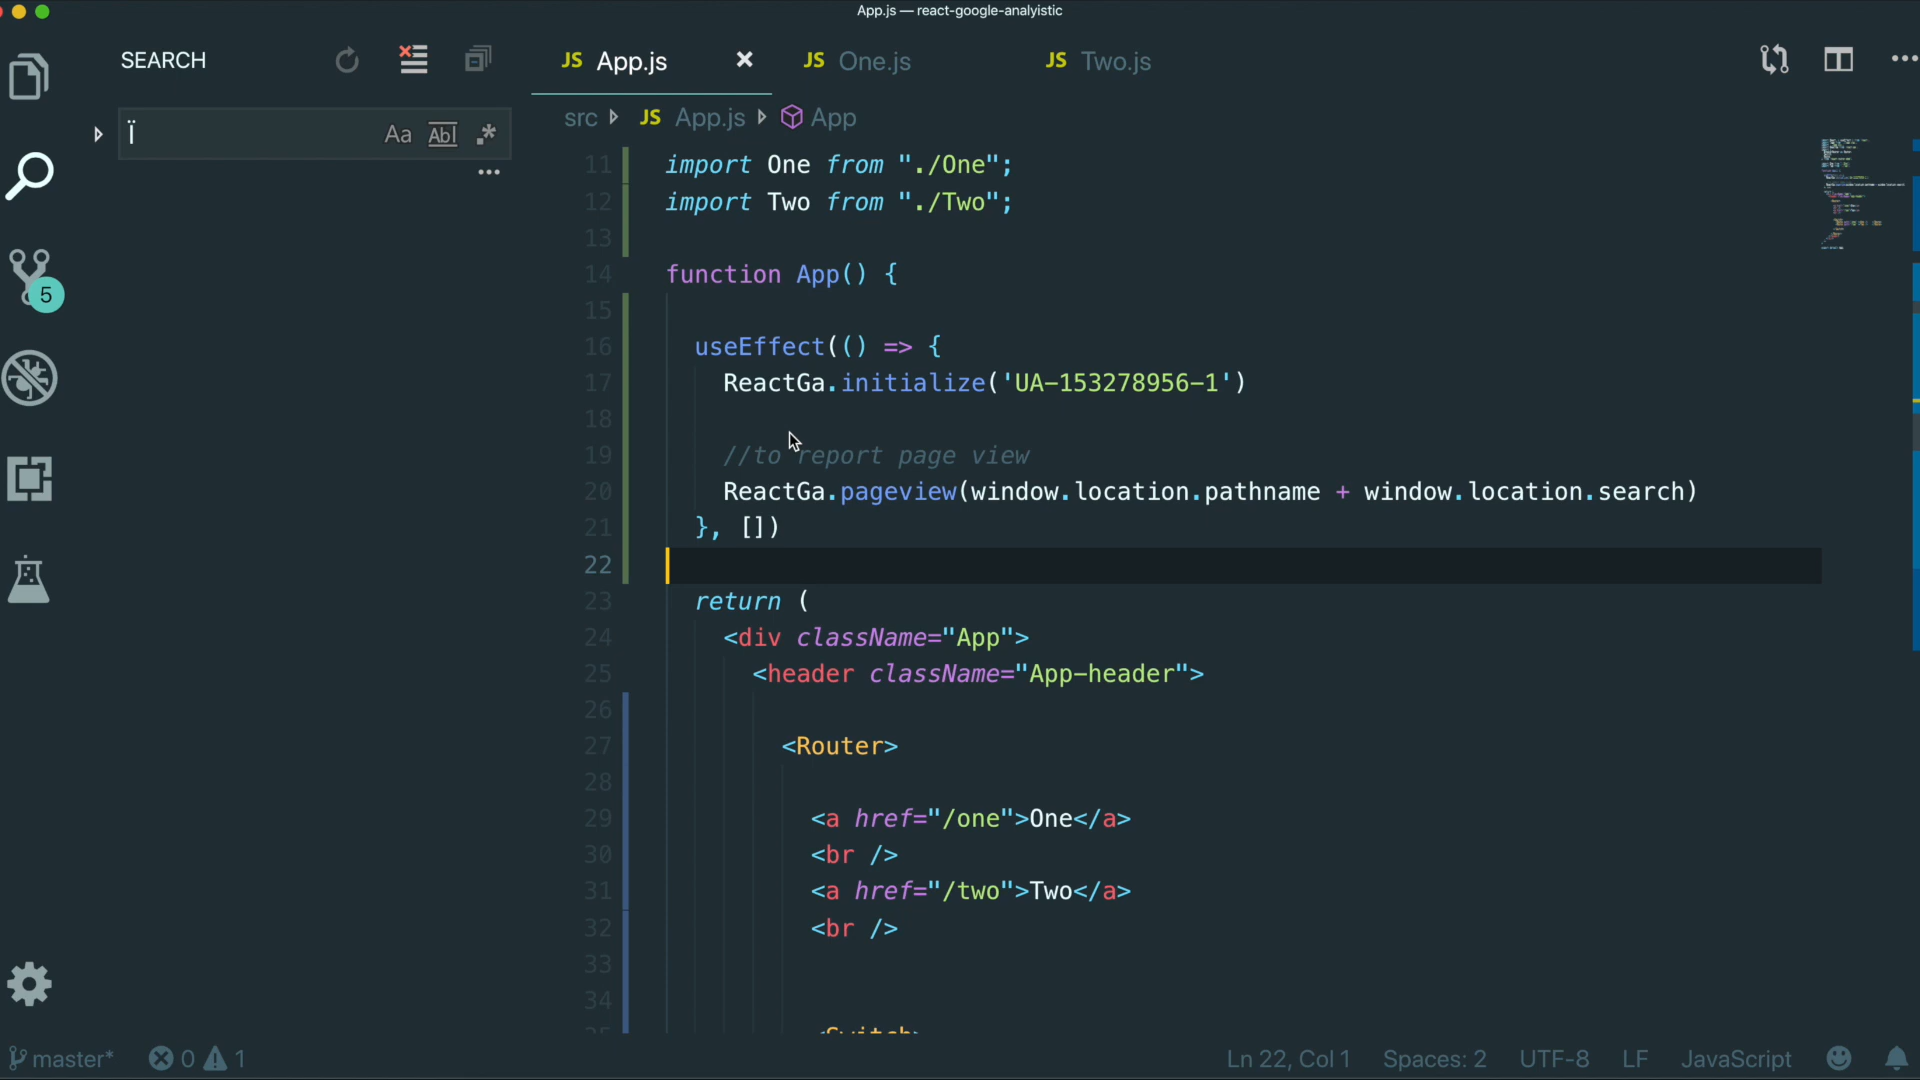 App.js — react-google-analyistic
SEARCH
Ï
Aa Abl .*
JS App.js ×
JS One.js
JS Two.js
src JS App.js App
11 import One from "./One";
12 import Two from "./Two";
13
14 function App() {
15
16 useEffect(() => {
17 ReactGa.initialize('UA-153278956-1')
18
19 //to report page view
20 ReactGa.pageview(window.location.pathname + window.location.search)
21 }, [])
22
23 return (
24 <div className="App">
25 <header className="App-header">
26
27 <Router>
28
29 <a href="/one">One</a>
30 <br />
31 <a href="/two">Two</a>
32 <br />
33
34
35 <Switch>
5
master* 0 1
Ln 22, Col 1 Spaces: 2 UTF-8 LF JavaScript